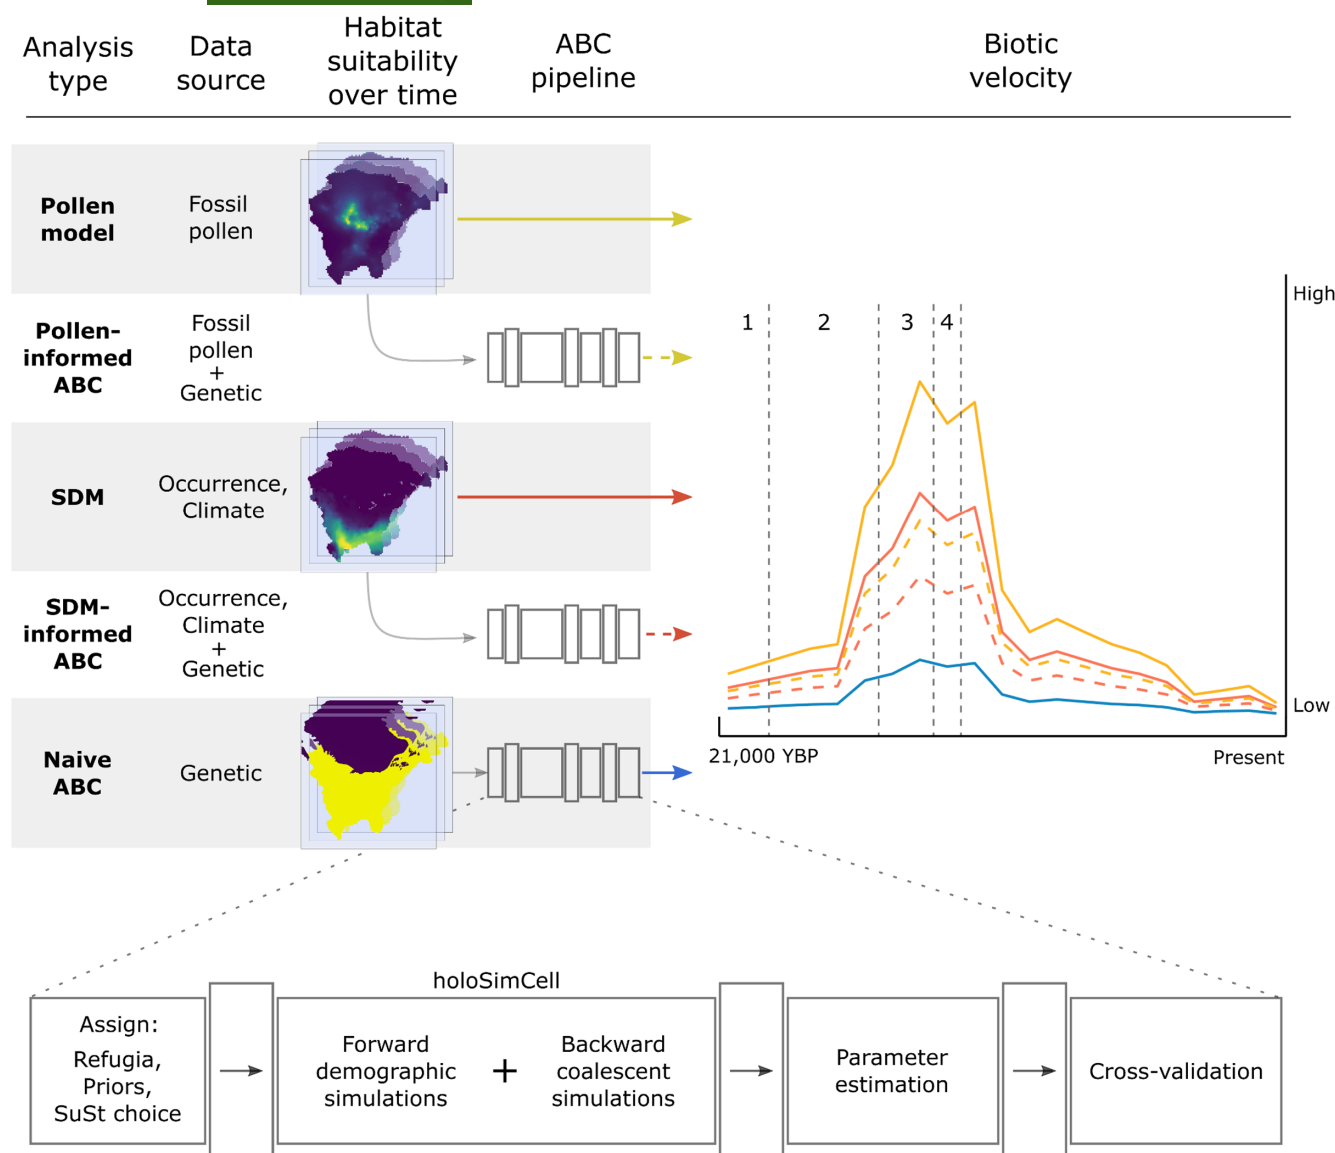 Analysis
type
Data
source
Habitat
suitability
over time
ABC
pipeline
Biotic
velocity
Pollen
model
Fossil
pollen
Pollen-
informed
ABC
Fossil
pollen
+
Genetic
SDM
Occurrence,
Climate
SDM-
informed
ABC
Occurrence,
Climate
+
Genetic
Naive
ABC
Genetic
1
2
3
4
High
Low
21,000 YBP
Present
holoSimCell
Assign:
Refugia,
Priors,
SuSt choice
Forward
demographic
simulations
+
Backward
coalescent
simulations
Parameter
estimation
Cross-validation